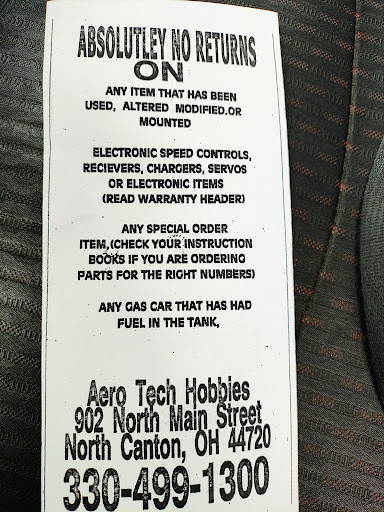 ABSOLUTLEY NO RETURNS
ON
ANY ITEM THAT HAS BEEN
USED, ALTERED MODIFIED.OR
MOUNTED
ELECTRONIC SPEED CONTROLS,
RECIEVERS, CHARGERS, SERVOS
OR ELECTRONIC ITEMS
(READ WARRANTY HEADER)
ANY SPECIAL ORDER
ITEM,(CHECK YOUR INSTRUCTION
BOOKS IF YOU ARE ORDERING
PARTS FOR THE RIGHT NUMBERS)
ANY GAS CAR THAT HAS HAD
FUEL IN THE TANK,
Aero Tech Hobbies
902 North Main Street
North Canton, OH 44720
330-499-1300